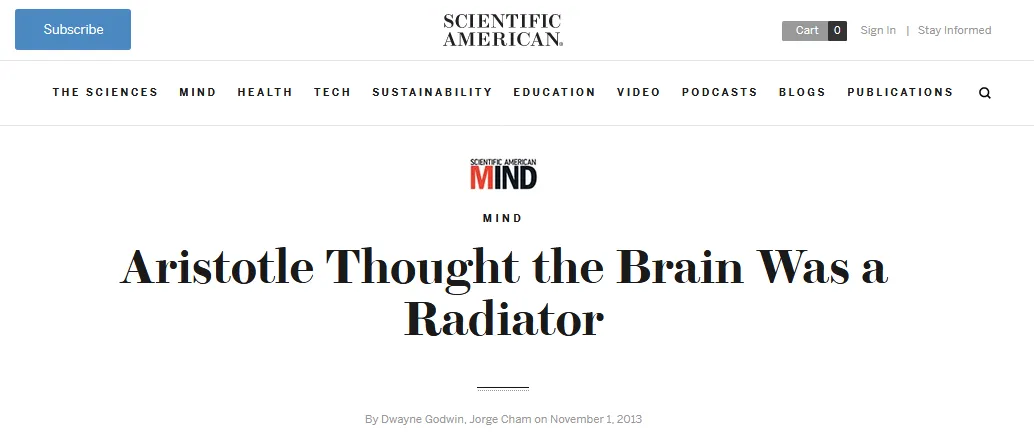 Subscribe
SCIENTIFIC
AMERICAN®
Cart 0 Sign In | Stay Informed
THE SCIENCES MIND HEALTH TECH SUSTAINABILITY EDUCATION VIDEO PODCASTS BLOGS PUBLICATIONS
SCIENTIFIC AMERICAN
MIND
MIND
Aristotle Thought the Brain Was a
Radiator
By Dwayne Godwin, Jorge Cham on November 1, 2013